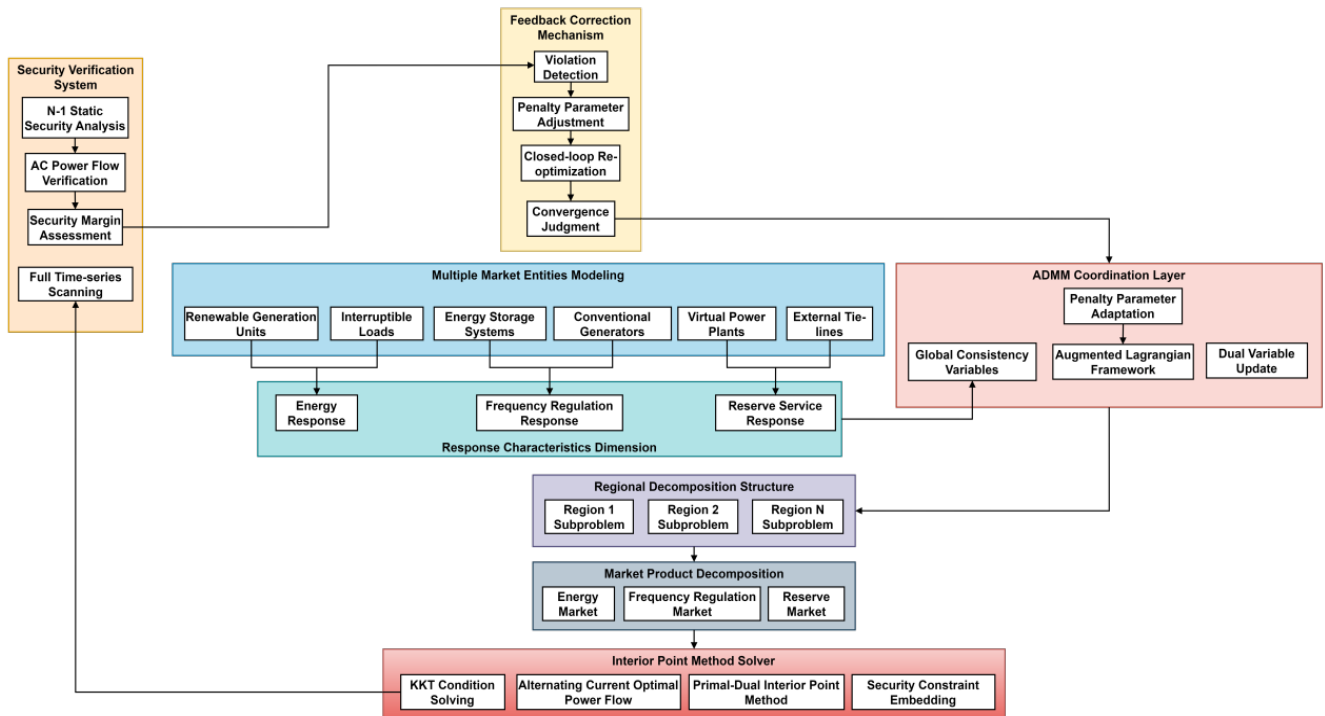 Feedback Correction
Mechanism
Violation
Detection
Penalty Parameter
Adjustment
Closed-loop Re-
optimization
Convergence
Judgment
Security Verification
System
N-1 Static
Security Analysis
AC Power Flow
Verification
Security Margin
Assessment
Full Time-series
Scanning
Multiple Market Entities Modeling
Renewable Generation
Units
Interruptible
Loads
Energy Storage
Systems
Conventional
Generators
Virtual Power
Plants
External Tie-
lines
Energy
Response
Frequency Regulation
Response
Reserve Service
Response
Response Characteristics Dimension
ADMM Coordination Layer
Penalty Parameter
Adaptation
Global Consistency
Variables
Augmented Lagrangian
Framework
Dual Variable
Update
Regional Decomposition Structure
Region 1
Subproblem
Region 2
Subproblem
Region N
Subproblem
Market Product Decomposition
Energy
Market
Frequency Regulation
Market
Reserve
Market
Interior Point Method Solver
KKT Condition
Solving
Alternating Current Optimal
Power Flow
Primal-Dual Interior Point
Method
Security Constraint
Embedding